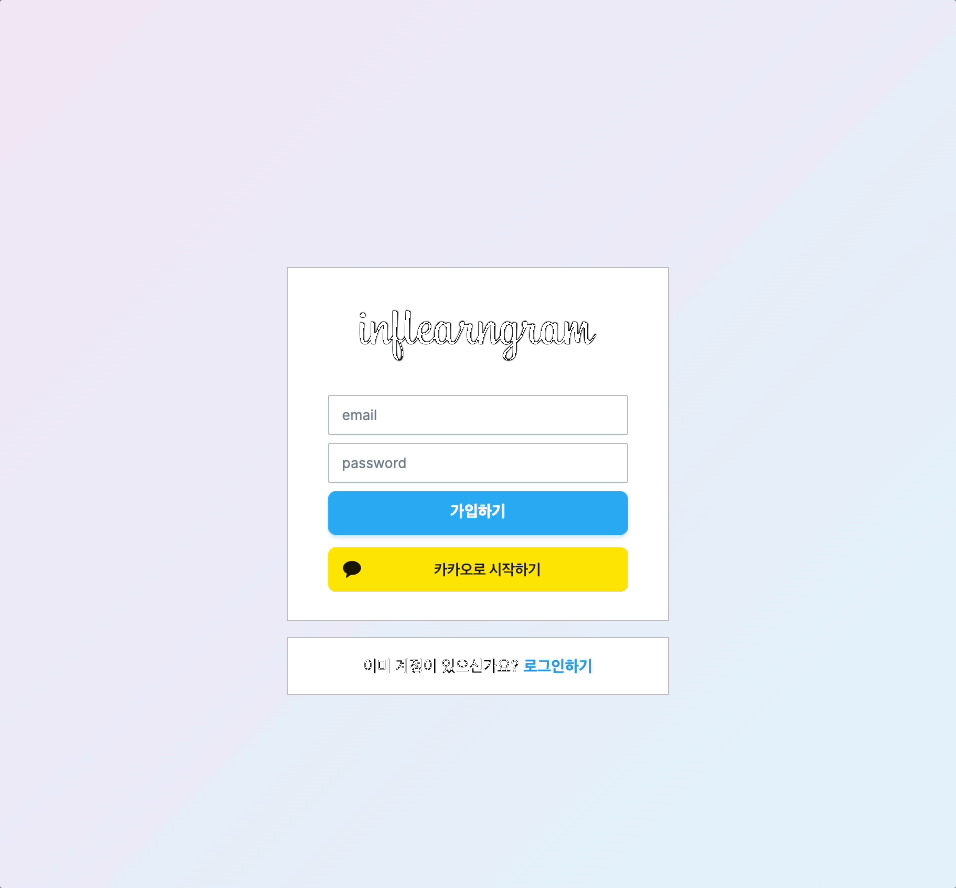 inflearngram
email
password
가입하기
카카오로 시작하기
이미 계정이 있으신가요? 로그인하기